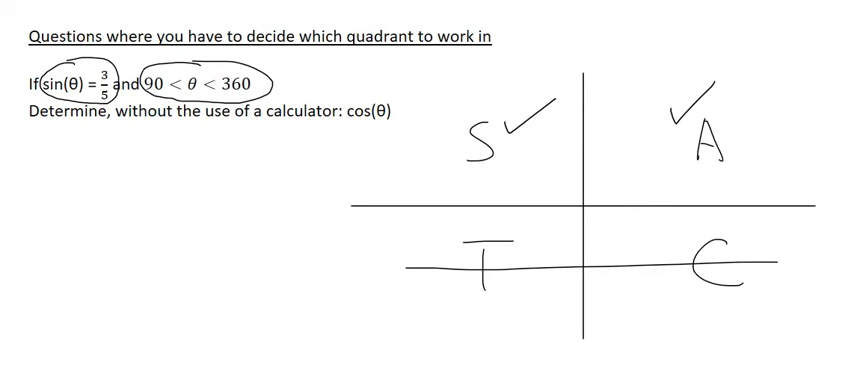 Questions where you have to decide which quadrant to work in
If sin(θ) = 3/5 and 90 < θ < 360
Determine, without the use of a calculator: cos(θ)
S ✓ ✓ A
T C